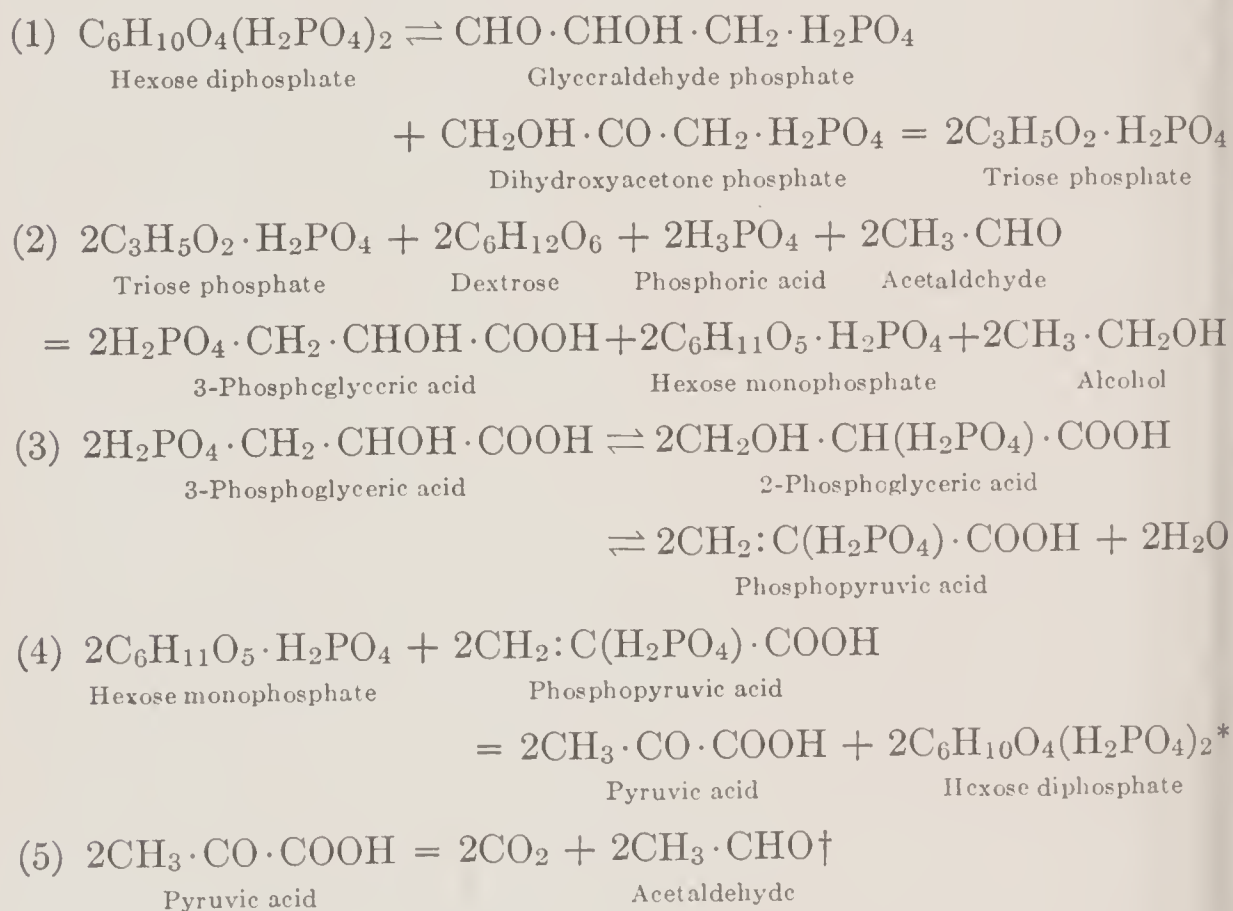 (1) C₆H₁₀O₄(H₂PO₄)₂ ⇌ CHO·CHOH·CH₂·H₂PO₄
Hexose diphosphate Glyceraldehyde phosphate
+ CH₂OH·CO·CH₂·H₂PO₄ = 2C₃H₅O₂·H₂PO₄
Dihydroxyacetone phosphate Triose phosphate
(2) 2C₃H₅O₂·H₂PO₄ + 2C₆H₁₂O₆ + 2H₃PO₄ + 2CH₃·CHO
Triose phosphate Dextrose Phosphoric acid Acetaldehyde
= 2H₂PO₄·CH₂·CHOH·COOH+2C₆H₁₁O₅·H₂PO₄+2CH₃·CH₂OH
3-Phosphoglyceric acid Hexose monophosphate Alcohol
(3) 2H₂PO₄·CH₂·CHOH·COOH ⇌ 2CH₂OH·CH(H₂PO₄)·COOH
3-Phosphoglyceric acid 2-Phosphoglyceric acid
⇌ 2CH₂:C(H₂PO₄)·COOH + 2H₂O
Phosphopyruvic acid
(4) 2C₆H₁₁O₅·H₂PO₄ + 2CH₂:C(H₂PO₄)·COOH
Hexose monophosphate Phosphopyruvic acid
= 2CH₃·CO·COOH + 2C₆H₁₀O₄(H₂PO₄)₂*
Pyruvic acid Hexose diphosphate
(5) 2CH₃·CO·COOH = 2CO₂ + 2CH₃·CHO†
Pyruvic acid Acetaldehyde